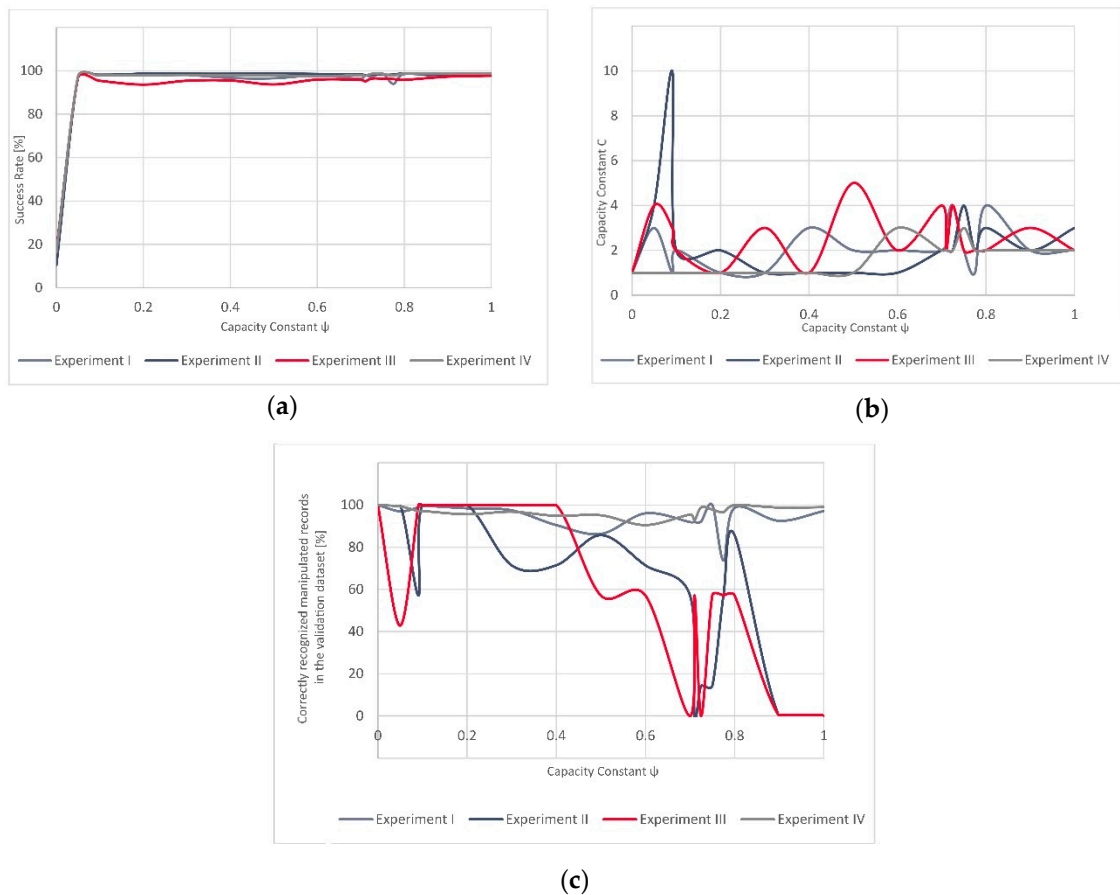 100
80
60
40
20
0
Success Rate [%]
0 0.2 0.4 0.6 0.8 1
Capacity Constant ψ
Experiment I Experiment II Experiment III Experiment IV
(a)
10
8
6
4
2
0
Capacity Constant C
0 0.2 0.4 0.6 0.8 1
Capacity Constant ψ
Experiment I Experiment II Experiment III Experiment IV
(b)
100
80
60
40
20
0
Correctly recognized manipulated records
in the validation dataset [%]
0 0.2 0.4 0.6 0.8 1
Capacity Constant ψ
Experiment I Experiment II Experiment III Experiment IV
(c)